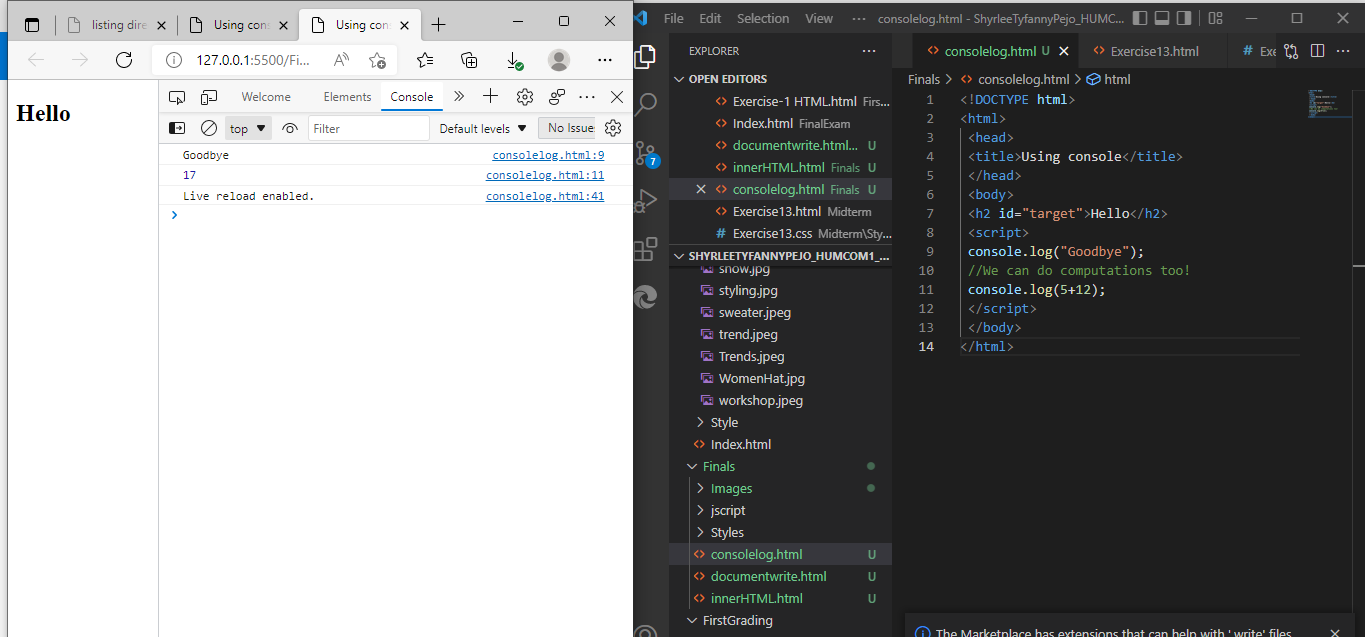 listing dire
Using cons
Using cons
127.0.0.1:5500/Fi...
Hello
Welcome
Elements
Console
top
Filter
Default levels
No Issue
Goodbye consolelog.html:9
17 consolelog.html:11
Live reload enabled. consolelog.html:41
File Edit Selection View ... consolelog.html - ShyrleeTyfannyPejo_HUMC...
EXPLORER
OPEN EDITORS
Exercise-1 HTML.html Firs...
Index.html FinalExam
documentwrite.html... U
innerHTML.html Finals U
consolelog.html Finals U
Exercise13.html Midterm
# Exercise13.css Midterm\Sty...
SHYRLEETYFANNYPEJO_HUMCOM1_...
snow.jpg
styling.jpg
sweater.jpeg
trend.jpeg
Trends.jpeg
WomenHat.jpg
workshop.jpeg
Style
Index.html
Finals
Images
jscript
Styles
consolelog.html U
documentwrite.html U
innerHTML.html U
FirstGrading
7
consolelog.html U
Exercise13.html
# Exe
Finals > consolelog.html > html
1 <!DOCTYPE html>
2 <html>
3 <head>
4 <title>Using console</title>
5 </head>
6 <body>
7 <h2 id="target">Hello</h2>
8 <script>
9 console.log("Goodbye");
10 //We can do computations too!
11 console.log(5+12);
12 </script>
13 </body>
14 </html>
The Marketplace has extensions that can help with '.write' files